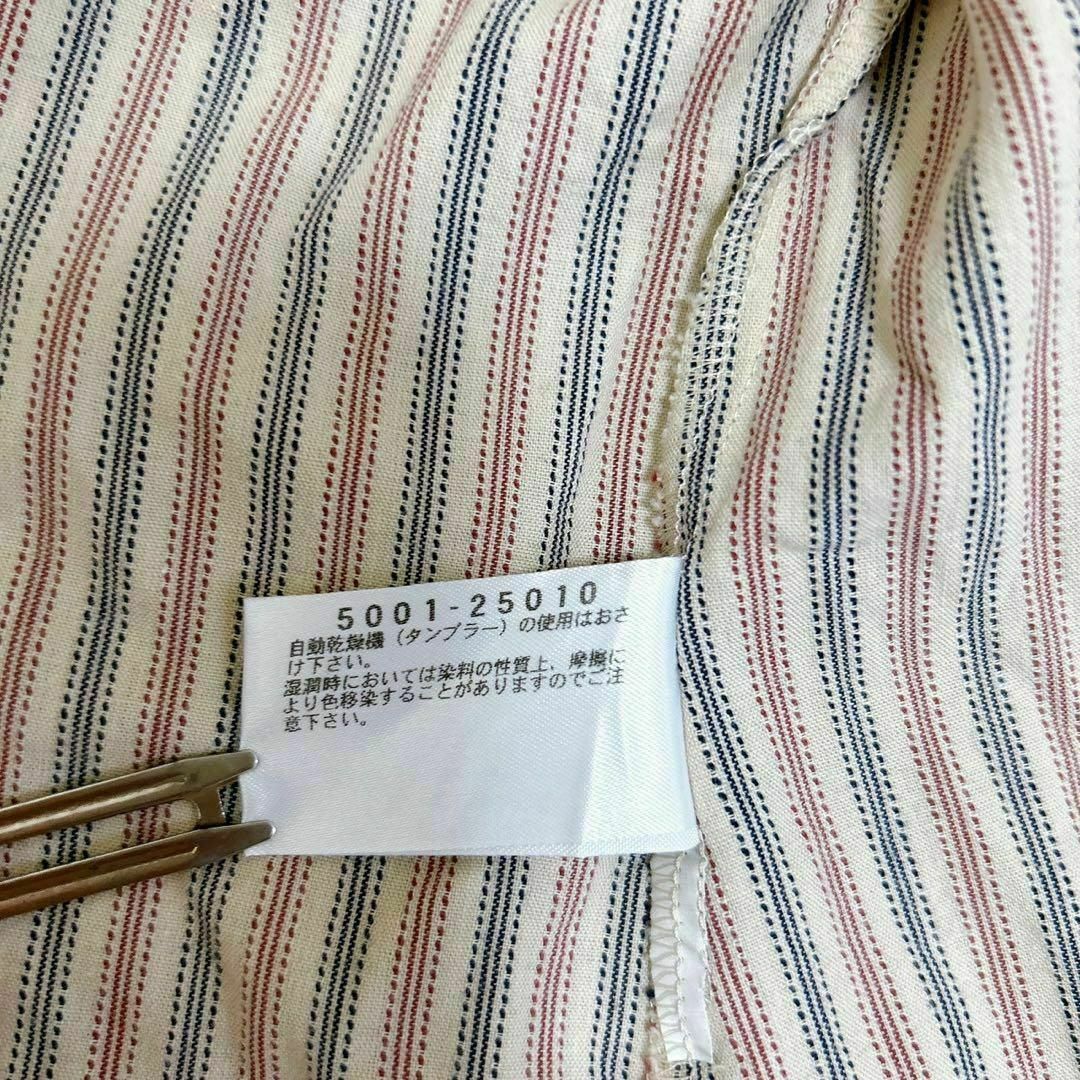 5001-25010
自動乾燥機（タンブラー）の使用はおさ
け下さい。
湿潤時においては染料の性質上、摩擦に
より色移染することがありますのでご注
意下さい。